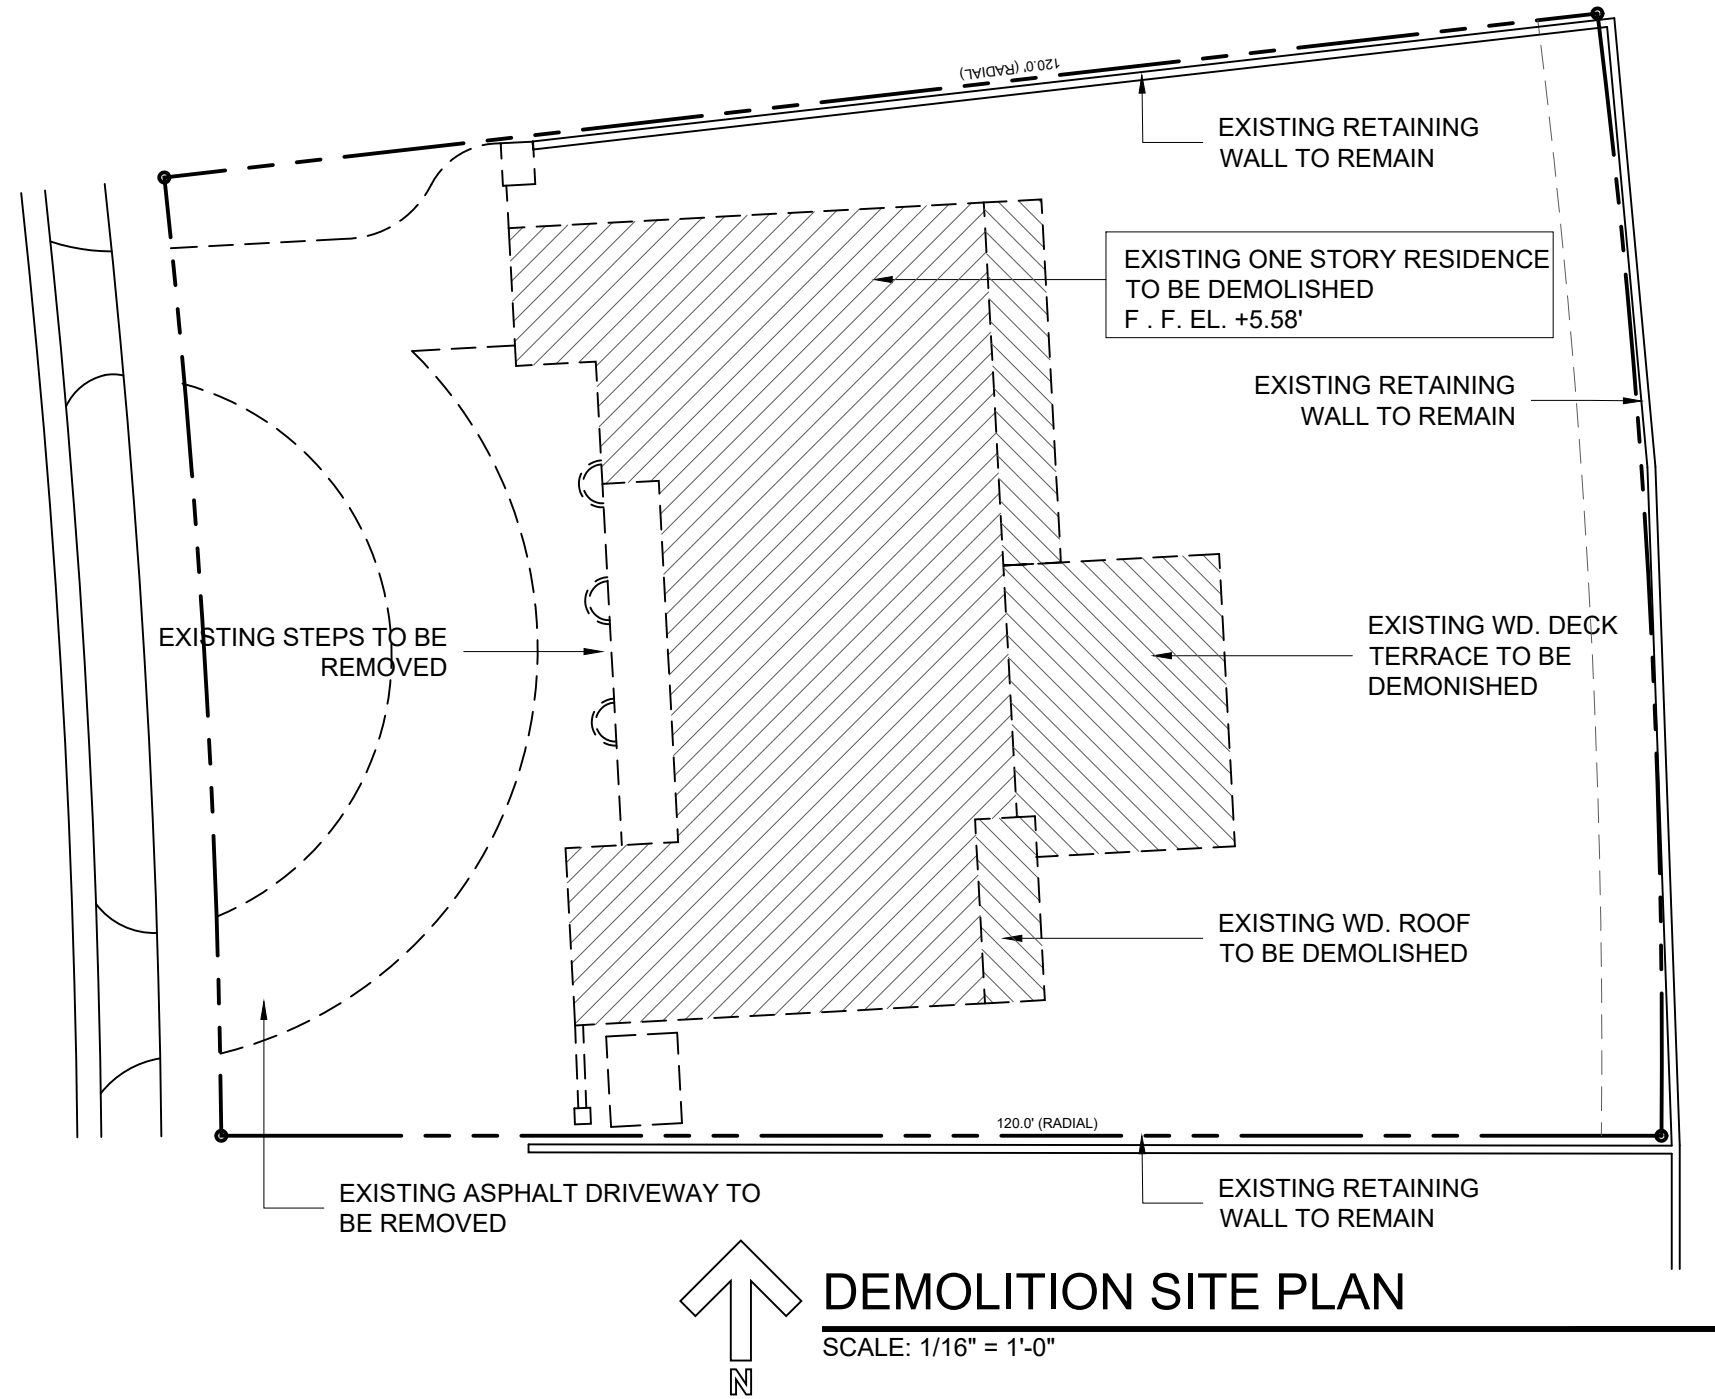 120.0' (RADIAL)
EXISTING RETAINING
WALL TO REMAIN
EXISTING ONE STORY RESIDENCE
TO BE DEMOLISHED
F . F. EL. +5.58'
EXISTING RETAINING
WALL TO REMAIN
EXISTING STEPS TO BE
REMOVED
EXISTING WD. DECK
TERRACE TO BE
DEMONISHED
EXISTING WD. ROOF
TO BE DEMOLISHED
120.0' (RADIAL)
EXISTING ASPHALT DRIVEWAY TO
BE REMOVED
EXISTING RETAINING
WALL TO REMAIN
DEMOLITION SITE PLAN
SCALE: 1/16" = 1'-0"
N